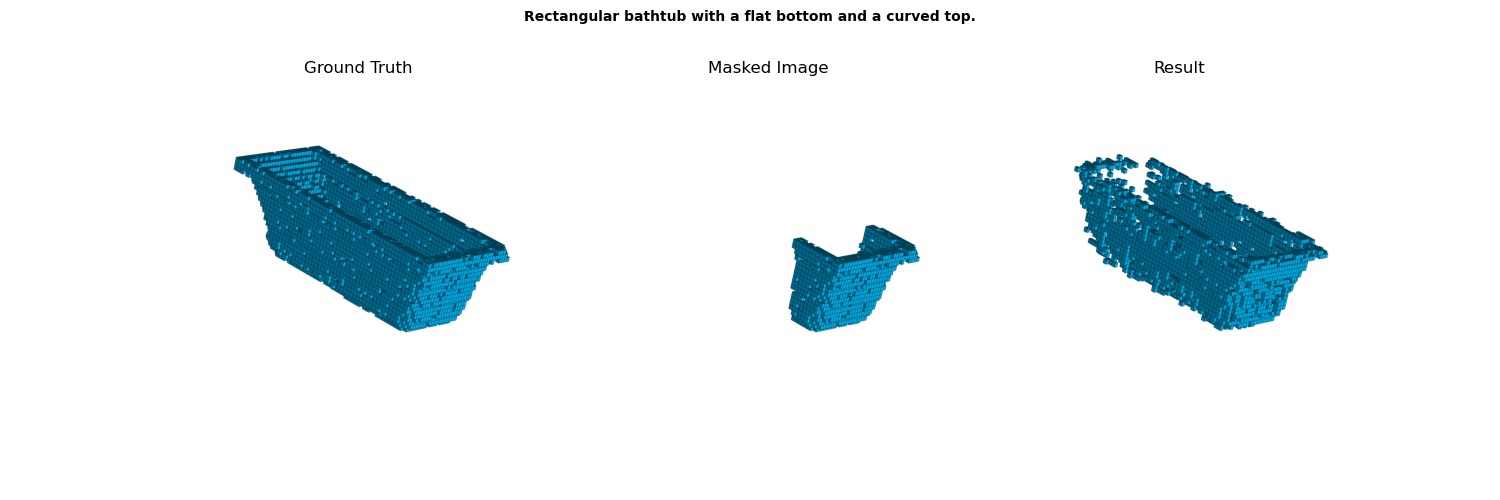 Rectangular bathtub with a flat bottom and a curved top.
Ground Truth
Masked Image
Result